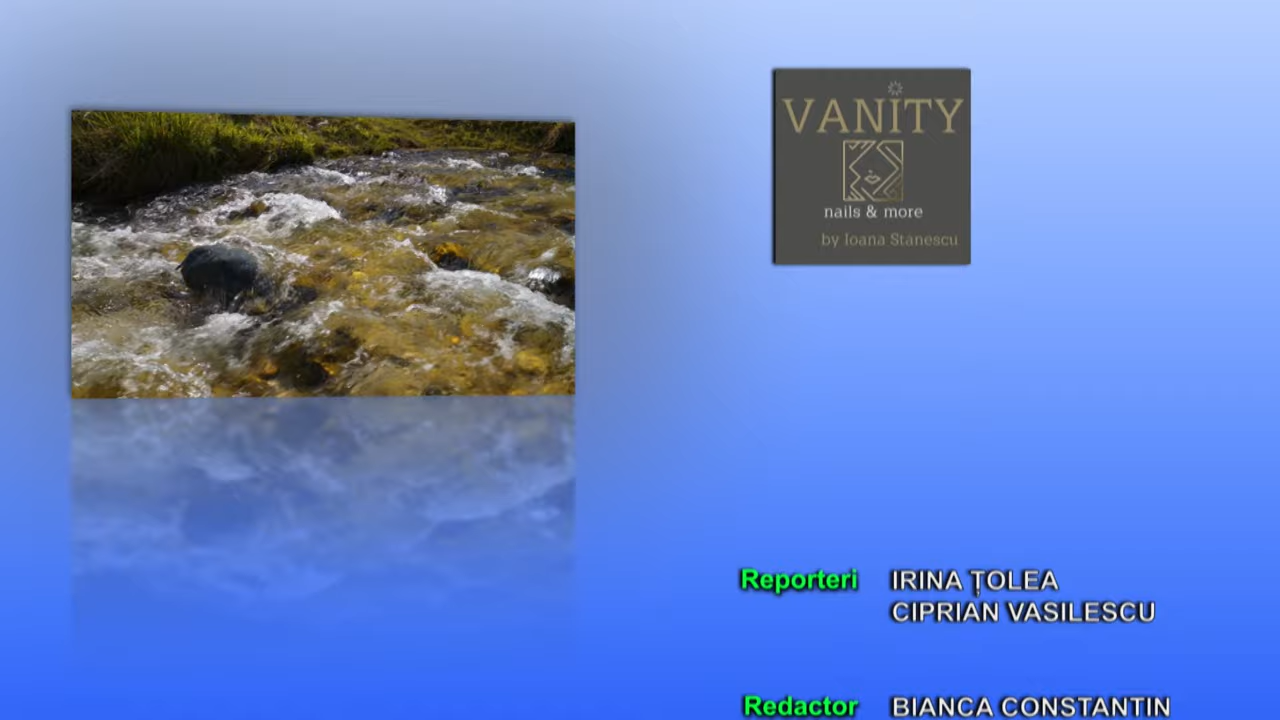 VANITY
nails & more
by Ioana Stanescu
Reporteri IRINA ȚOLEA
CIPRIAN VASILESCU
Redactor BIANCA CONSTANTIN